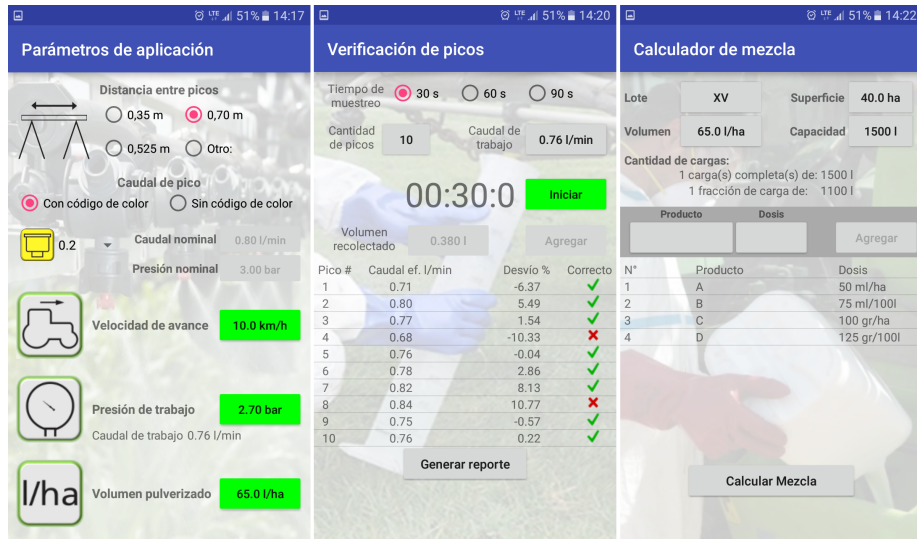 LTE 51% 14:17
Parámetros de aplicación
Distancia entre picos
0,35 m 0,70 m
0,525 m Otro:
Caudal de pico
Con código de color Sin código de color
0.2 Caudal nominal 0.80 l/min
Presión nominal 3.00 bar
Velocidad de avance 10.0 km/h
Presión de trabajo 2.70 bar
Caudal de trabajo 0.76 l/min
l/ha Volumen pulverizado 65.0 l/ha
LTE 51% 14:20
Verificación de picos
Tiempo de muestreo 30 s 60 s 90 s
Cantidad de picos 10 Caudal de trabajo 0.76 l/min
00:30:0 Iniciar
Volumen recolectado 0.380 l Agregar
Pico # Caudal ef. l/min Desvío % Correcto
1 0.71 -6.37
2 0.80 5.49
3 0.77 1.54
4 0.68 -10.33
5 0.76 -0.04
6 0.78 2.86
7 0.82 8.13
8 0.84 10.77
9 0.75 -0.57
10 0.76 0.22
Generar reporte
LTE 51% 14:22
Calculador de mezcla
Lote XV Superficie 40.0 ha
Volumen 65.0 l/ha Capacidad 1500 l
Cantidad de cargas:
1 carga(s) completa(s) de: 1500 l
1 fracción de carga de: 1100 l
Producto Dosis
Agregar
N° Producto Dosis
1 A 50 ml/ha
2 B 75 ml/100l
3 C 100 gr/ha
4 D 125 gr/100l
Calcular Mezcla